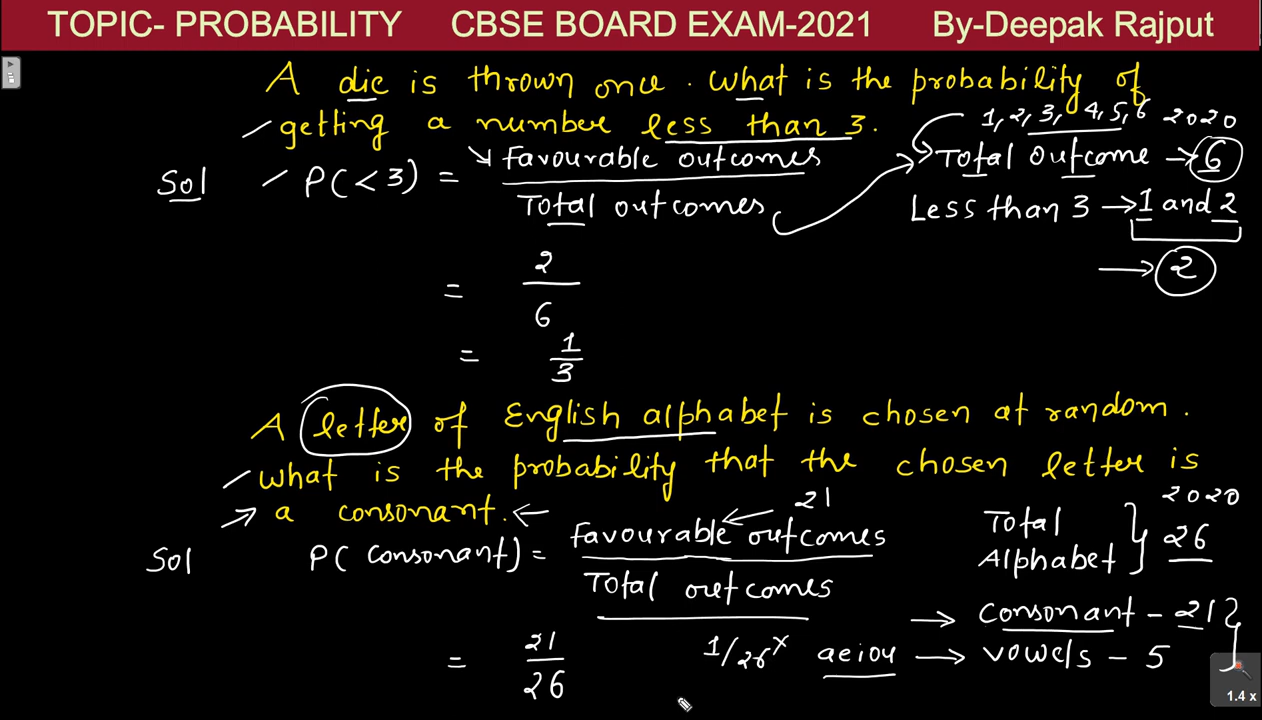 TOPIC- PROBABILITY CBSE BOARD EXAM-2021 By-Deepak Rajput
A die is thrown once. What is the probability of
getting a number less than 3.
1, 2, 3, 4, 5, 6 2020
Sol P(<3) = Favourable outcomes
Total outcomes
Total Outcome → 6
Less than 3 → 1 and 2
→ 2
= 2
6
= 1
3
A letter of English alphabet is chosen at random.
What is the probability that the chosen letter is
a consonant. ←
2020
21
Sol P( consonant) = Favourable outcomes
Total outcomes
Total
Alphabet } 26
→ consonant - 21
aeiou → vowels - 5
= 21
26
1/26 x
1.4 x